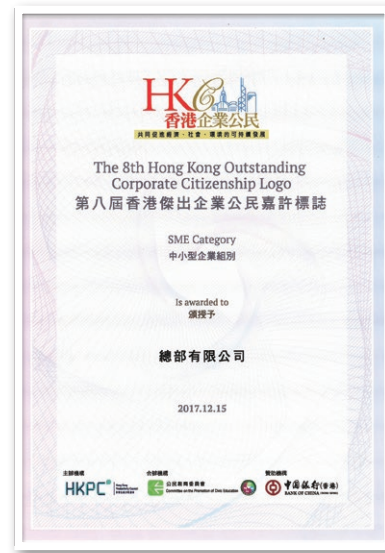 HKCC
香港企業公民
共同促進經濟、社會、環境的可持續發展
The 8th Hong Kong Outstanding
Corporate Citizenship Logo
第八屆香港傑出企業公民嘉許標誌
SME Category
中小型企業組別
is awarded to
頒授予
總部有限公司
2017.12.15
主辦機構
合辦機構
贊助機構
HKPC
公民教育委員會
Committee on the Promotion of Civic Education
中國銀行(香港)
BANK OF CHINA (HONG KONG)